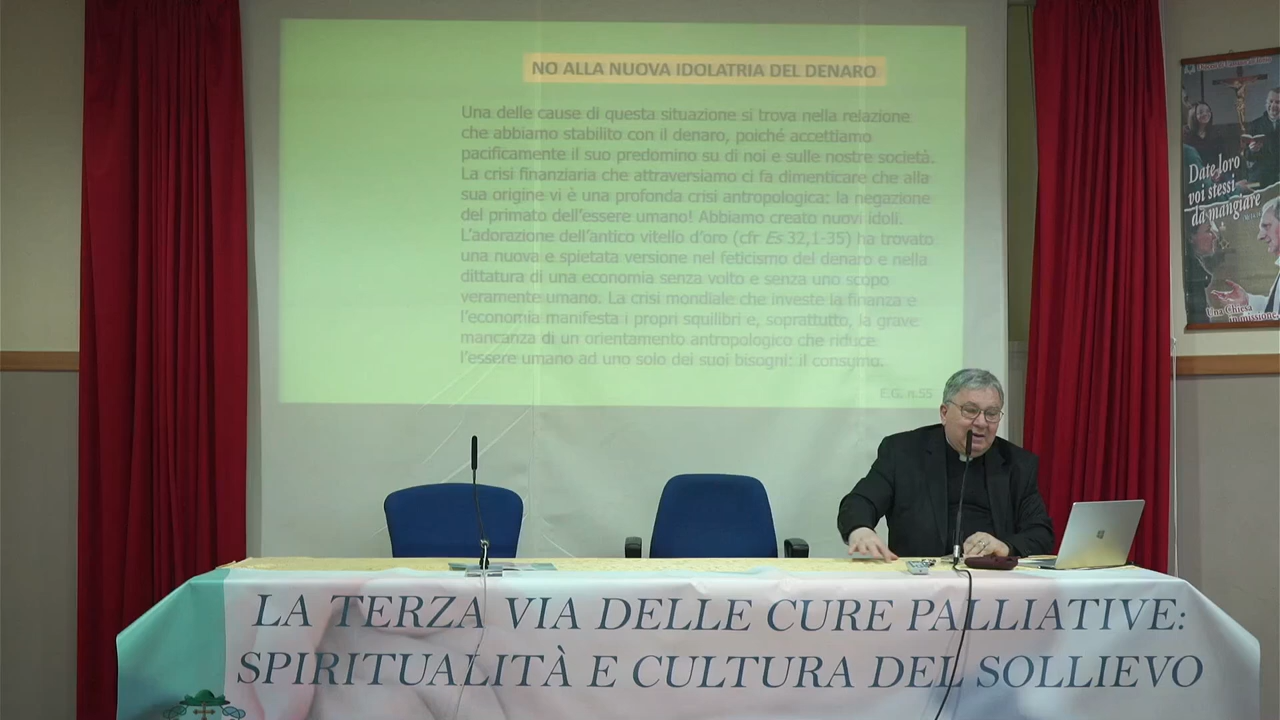 NO ALLA NUOVA IDOLATRIA DEL DENARO
Una delle cause di questa situazione si trova nella relazione
che abbiamo stabilito con il denaro, poiché accettiamo
pacificamente il suo predomino su di noi e sulle nostre società.
La crisi finanziaria che attraversiamo ci fa dimenticare che alla
sua origine vi è una profonda crisi antropologica: la negazione
del primato dell'essere umano! Abbiamo creato nuovi idoli.
L'adorazione dell'antico vitello d'oro (cfr Es 32,1-35) ha trovato
una nuova e spietata versione nel feticismo del denaro e nella
dittatura di una economia senza volto e senza uno scopo
veramente umano. La crisi mondiale che investe la finanza e
l'economia manifesta i propri squilibri e, soprattutto, la grave
mancanza di un orientamento antropologico che riduce
l'essere umano ad uno solo dei suoi bisogni: il consumo.
E.G. n.55
Date loro
voi stessi
da mangiare
Una Chies
in missione
LA TERZA VIA DELLE CURE PALLIATIVE:
SPIRITUALITÀ E CULTURA DEL SOLLIEVO